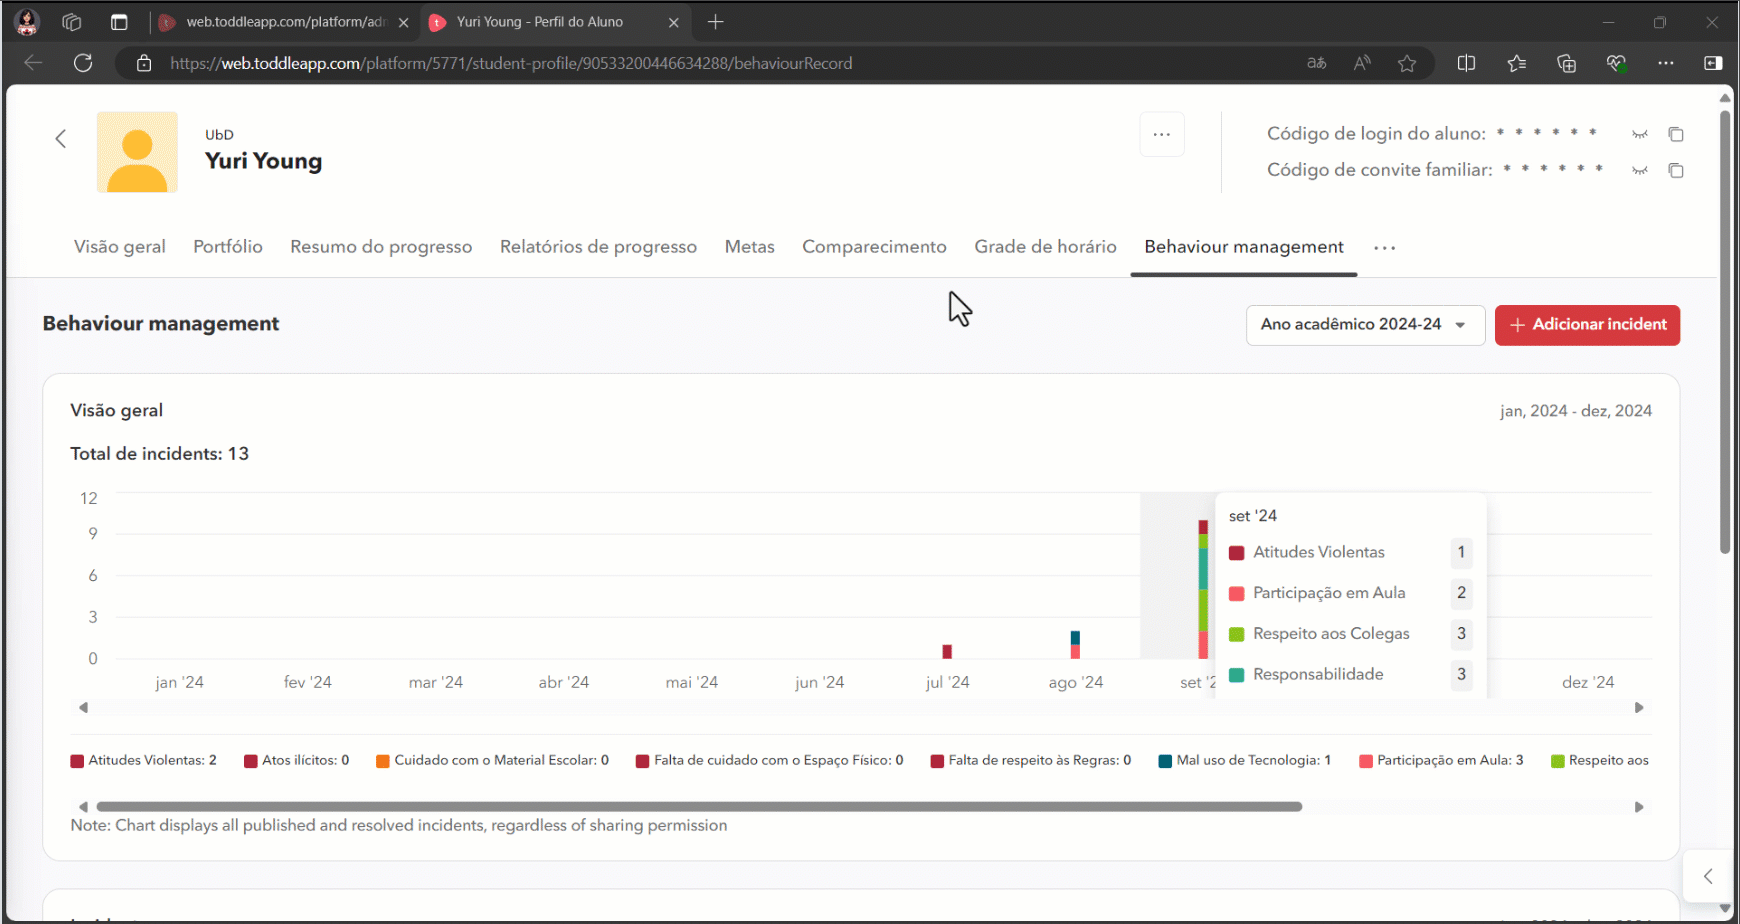 web.toddleapp.com/platform/adn
Yuri Young - Perfil do Aluno
https://web.toddleapp.com/platform/5771/student-profile/90533200446634288/behaviourRecord
UbD
Yuri Young
Código de login do aluno: * * * * * *
Código de convite familiar: * * * * * *
Visão geral Portfólio Resumo do progresso Relatórios de progresso Metas Comparecimento Grade de horário Behaviour management
Behaviour management
Ano acadêmico 2024-24
+ Adicionar incident
Visão geral
jan, 2024 - dez, 2024
Total de incidents: 13
12
9
6
3
0
jan '24 fev '24 mar '24 abr '24 mai '24 jun '24 jul '24 ago '24 set '2 dez '24
set '24
Atitudes Violentas 1
Participação em Aula 2
Respeito aos Colegas 3
Responsabilidade 3
Atitudes Violentas: 2 Atos ilícitos: 0 Cuidado com o Material Escolar: 0 Falta de cuidado com o Espaço Físico: 0 Falta de respeito às Regras: 0 Mal uso de Tecnologia: 1 Participação em Aula: 3 Respeito aos
Note: Chart displays all published and resolved incidents, regardless of sharing permission